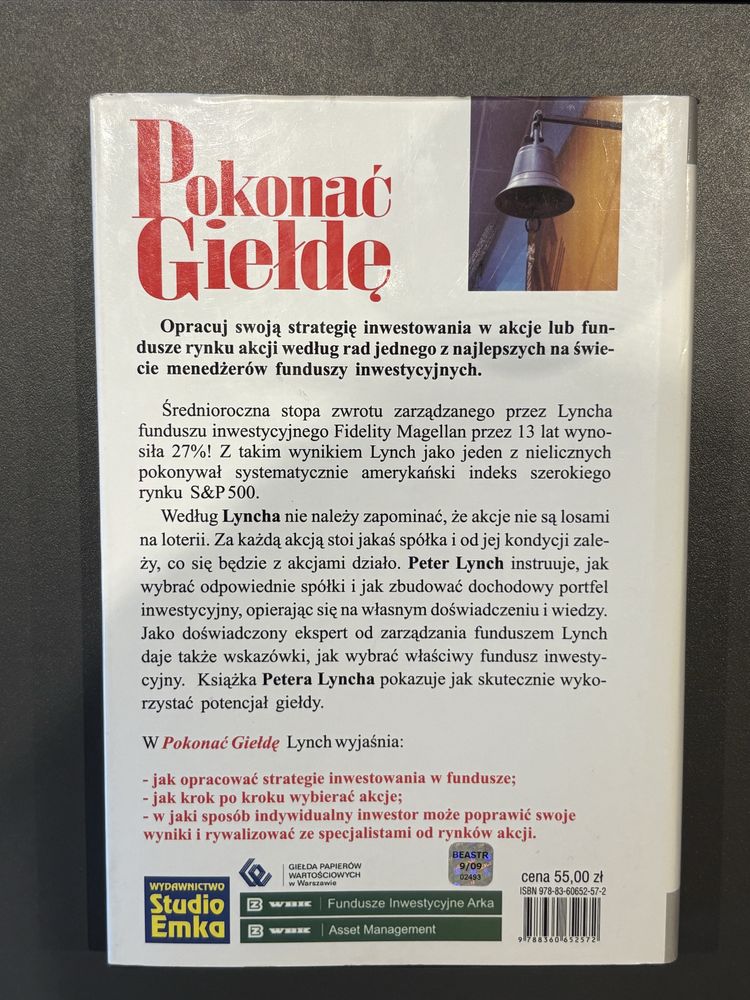 Pokonać
Giełdę
Opracuj swoją strategię inwestowania w akcje lub fun-
dusze rynku akcji według rad jednego z najlepszych na świe-
cie menedżerów funduszy inwestycyjnych.
Średnioroczna stopa zwrotu zarządzanego przez Lyncha
funduszu inwestycyjnego Fidelity Magellan przez 13 lat wyno-
siła 27%! Z takim wynikiem Lynch jako jeden z nielicznych
pokonywał systematycznie amerykański indeks szerokiego
rynku S&P 500.
Według Lyncha nie należy zapominać, że akcje nie są losami
na loterii. Za każdą akcją stoi jakaś spółka i od jej kondycji zale-
ży, co się będzie z akcjami działo. Peter Lynch instruuje, jak
wybrać odpowiednie spółki i jak zbudować dochodowy portfel
inwestycyjny, opierając się na własnym doświadczeniu i wiedzy.
Jako doświadczony ekspert od zarządzania funduszem Lynch
daje także wskazówki, jak wybrać właściwy fundusz inwesty-
cyjny. Książka Petera Lyncha pokazuje jak skutecznie wyko-
rzystać potencjał giełdy.
W Pokonać Giełdę Lynch wyjaśnia:
- jak opracować strategie inwestowania w fundusze;
- jak krok po kroku wybierać akcje;
- w jaki sposób indywidualny inwestor może poprawić swoje
wyniki i rywalizować ze specjalistami od rynków akcji.
WYDAWNICTWO
Studio
Emka
GIEŁDA PAPIERÓW
WARTOŚCIOWYCH
w Warszawie
BEASTR
9/09
02493
WBK | Fundusze Inwestycyjne Arka
WBK | Asset Management
cena 55,00 zł
ISBN 978-83-60652-57-2
9 788360 652572